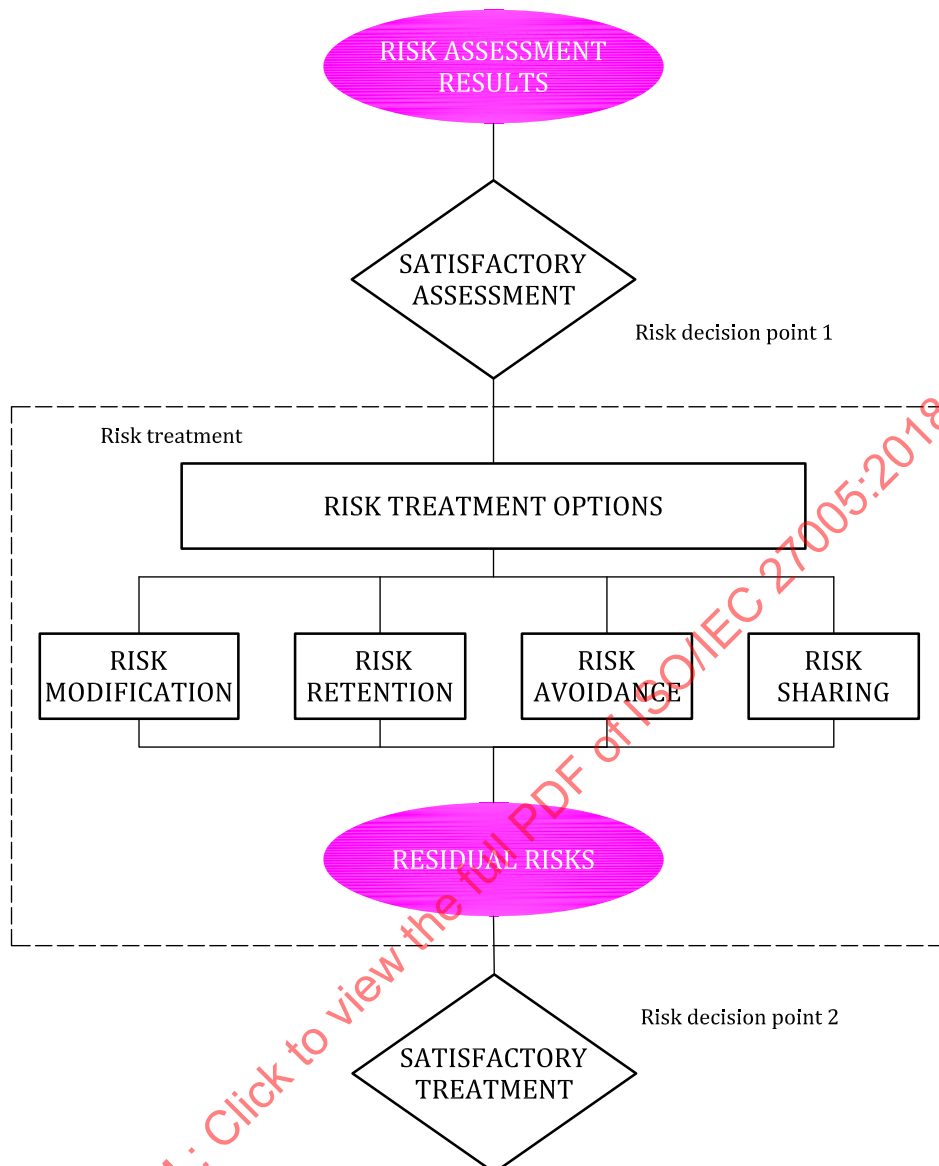 RISK ASSESSMENT
RESULTS
SATISFACTORY
ASSESSMENT
Risk decision point 1
Risk treatment
RISK TREATMENT OPTIONS
RISK
MODIFICATION
RISK
RETENTION
RISK
AVOIDANCE
RISK
SHARING
RESIDUAL RISKS
Risk decision point 2
SATISFACTORY
TREATMENT
: Click to view the full PDF of ISO/IEC 27005:2018